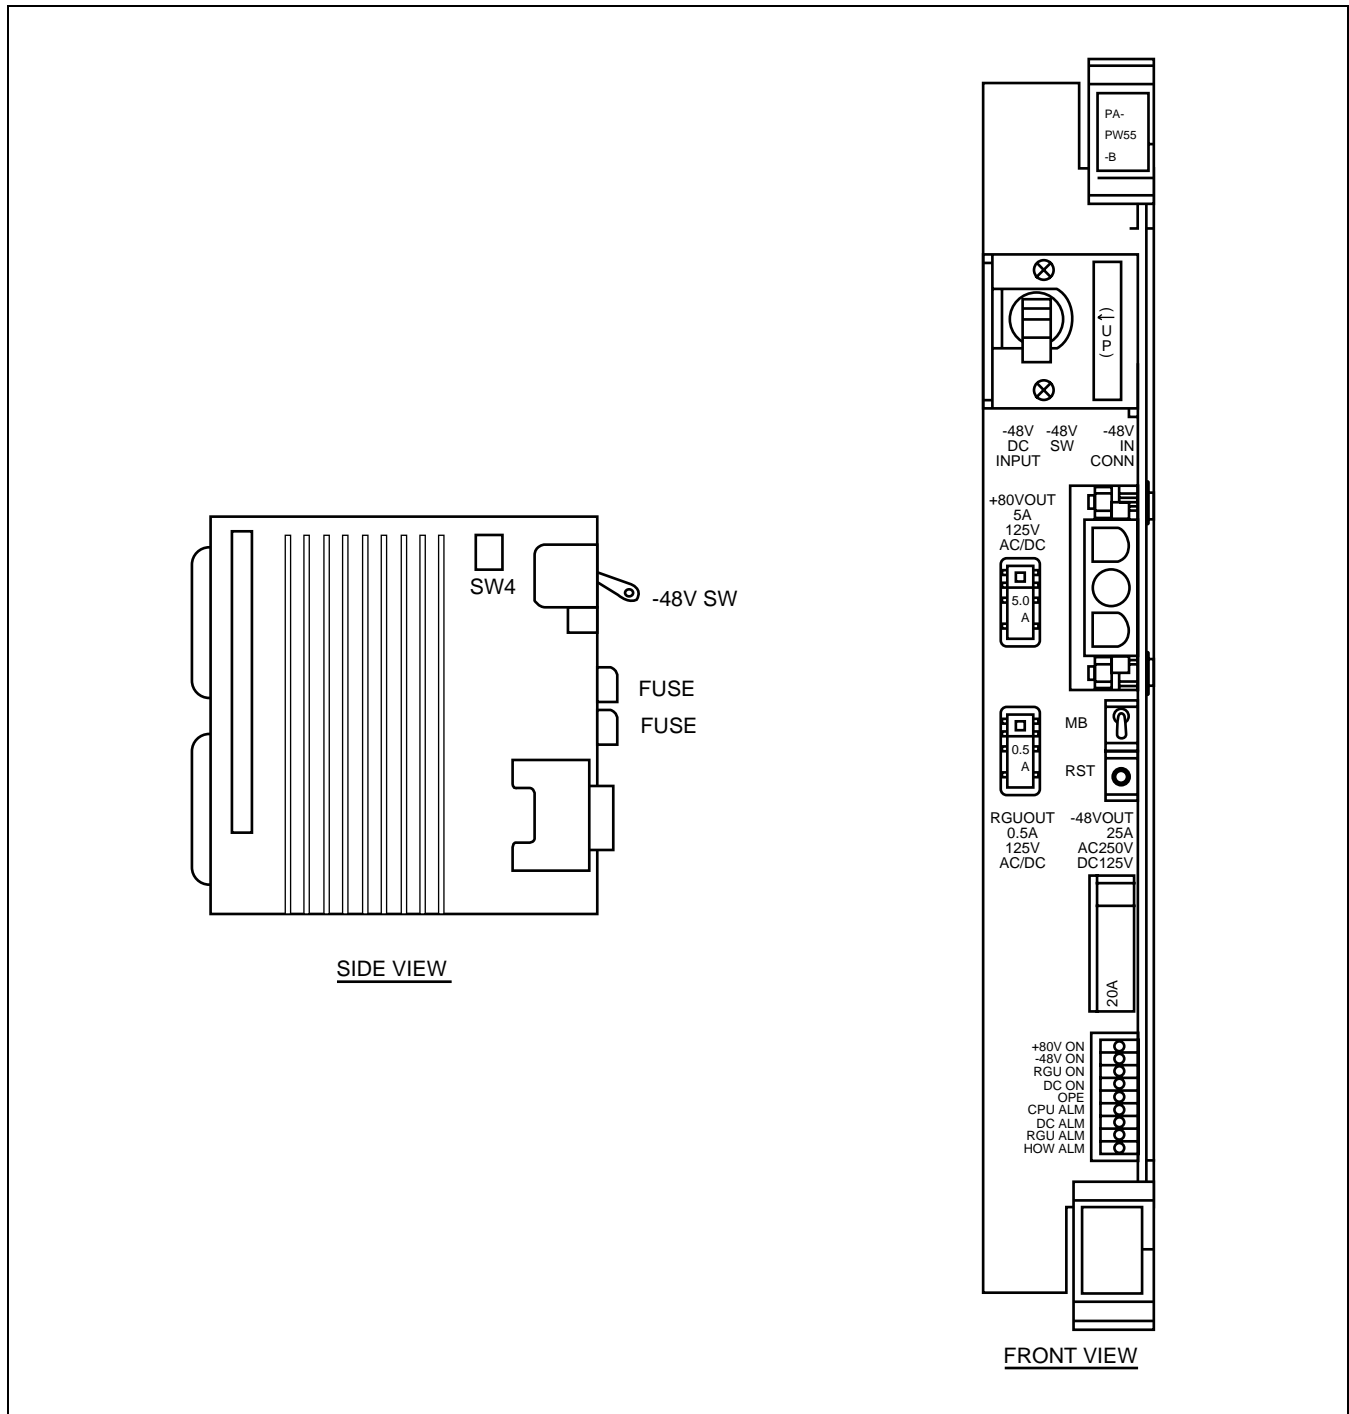 PA-
PW55
-B
(UP)
-48V DC INPUT
-48V SW
-48V IN CONN
+80VOUT
5A
125V
AC/DC
5.0
A
MB
0.5
A
RST
RGUOUT
0.5A
125V
AC/DC
-48VOUT
25A
AC250V
DC125V
20A
+80V ON
-48V ON
RGU ON
DC ON
OPE
CPU ALM
DC ALM
RGU ALM
HOW ALM
FRONT VIEW
SW4
-48V SW
FUSE
FUSE
SIDE VIEW